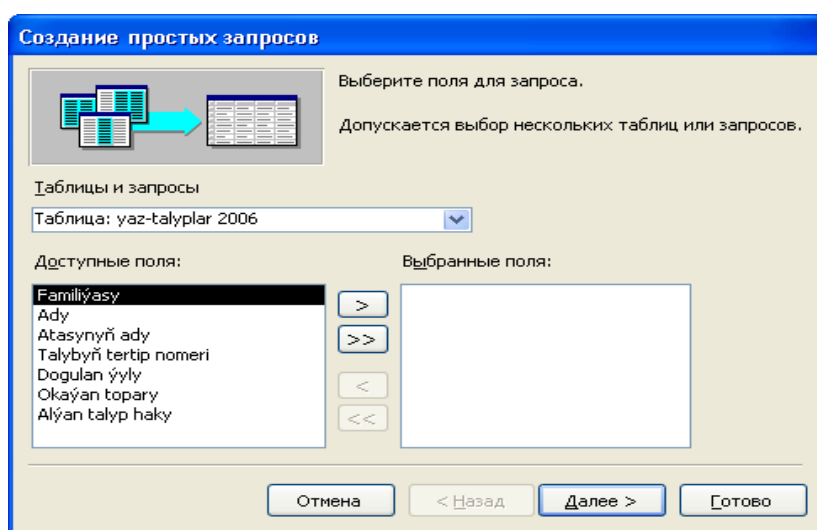 Создание простых запросов
Выберите поля для запроса.
Допускается выбор нескольких таблиц или запросов.
Таблицы и запросы
Таблица: yaz-talyplar 2006
Доступные поля:
Выбранные поля:
Familiýasy
Ady
Atasynyň ady
Talybyň tertip nomeri
Dogulan ýyly
Okaýan topary
Alýan talyp haky
>
>>
<
<<
Отмена
< Назад
Далее >
Готово